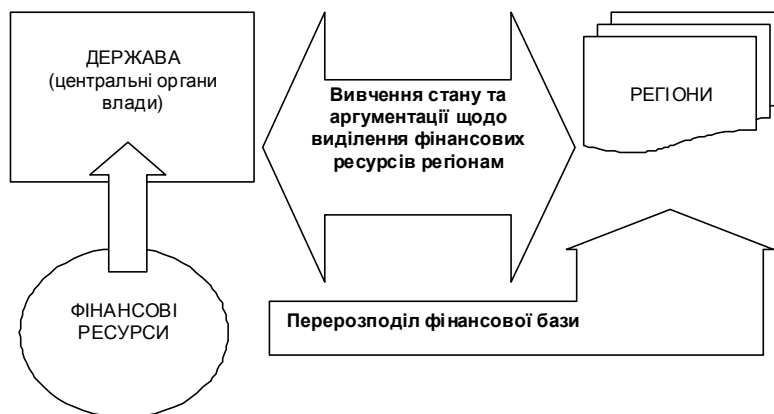 ДЕРЖАВА
(центральні органи
влади)
Вивчення стану та
аргументації щодо
виділення фінансових
ресурсів регіонам
РЕГІОНИ
ФІНАНСОВІ
РЕСУРСИ
Перерозподіл фінансової бази